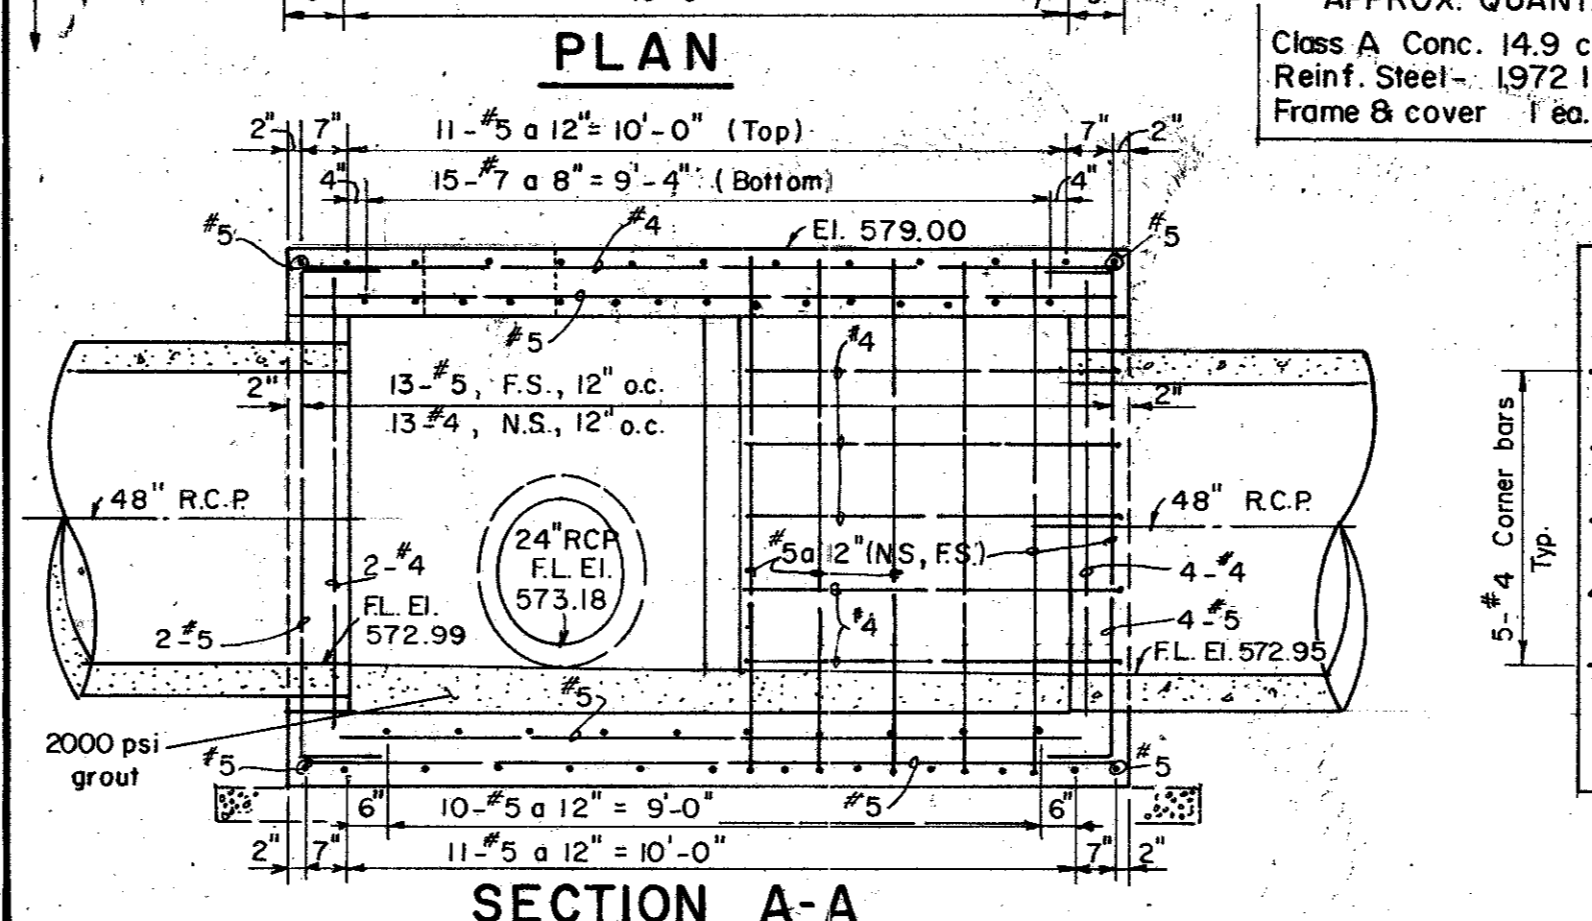 PLAN
Class A Conc. 14.9 c
Reinf. Steel- 1,972 l
Frame & cover 1 ea.
2" 7" 11-#5 a 12" = 10'-0" (Top) 7" 2"
4" 15-#7 a 8" = 9'-4" (Bottom) 4"
#5 #4 El. 579.00 #5
#5 #4
2" 13-#5, F.S., 12" o.c. 2"
13-#4, N.S., 12" o.c.
48" R.C.P. 48" R.C.P.
24" RCP
F.L. El.
573.18
#5 a 12" (N.S, F.S.)
2-#4 4-#4
F.L. El.
572.99
2-#5 #4 4-#5
F.L. El. 572.95
5-#4 Corner bars
Typ.
#5
2000 psi
grout
#5 #5
6" 10-#5 a 12" = 9'-0" #5 6"
2" 7" 11-#5 a 12" = 10'-0" 7" 2"
SECTION A-A